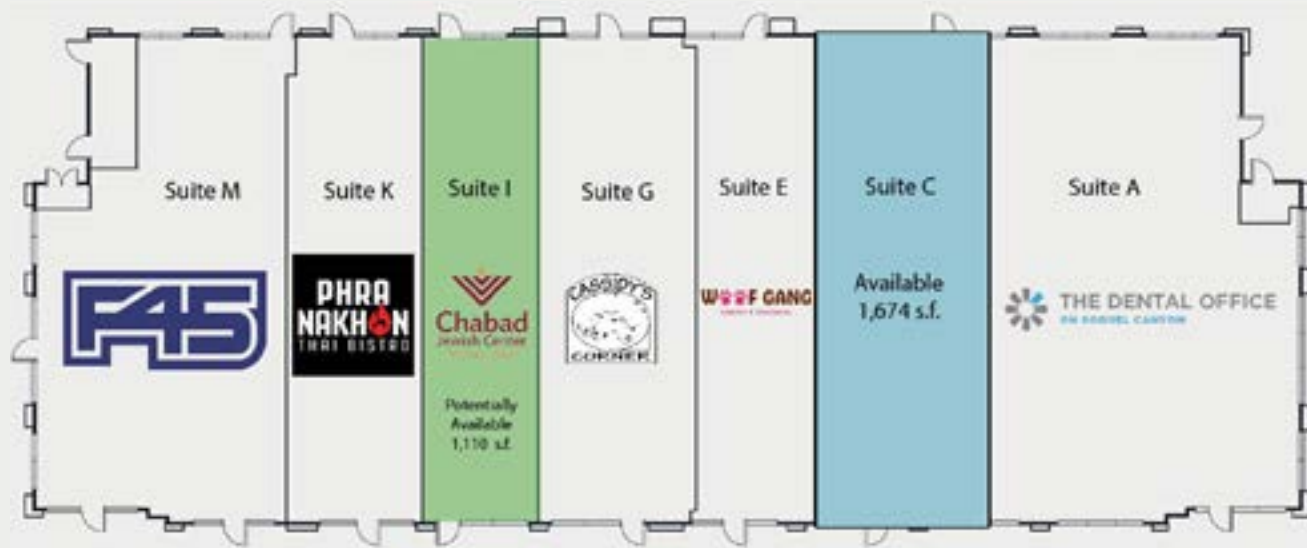 Suite M
F45
Suite K
PHRA
NAKHON
THAI BISTRO
Suite I
Chabad
Jewish Center
Potentially
Available
1,110 s.f.
Suite G
CASSIDY'S
CORNER
Suite E
WOOF GANG
Suite C
Available
1,674 s.f.
Suite A
THE DENTAL OFFICE